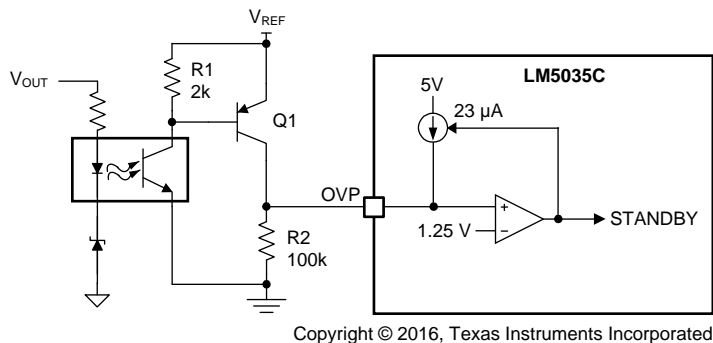 VREF
R1
2k
VOUT
Q1
OVP
R2
100k
LM5035C
5V
23 µA
+
1.25 V
−
STANDBY
Copyright © 2016, Texas Instruments Incorporated